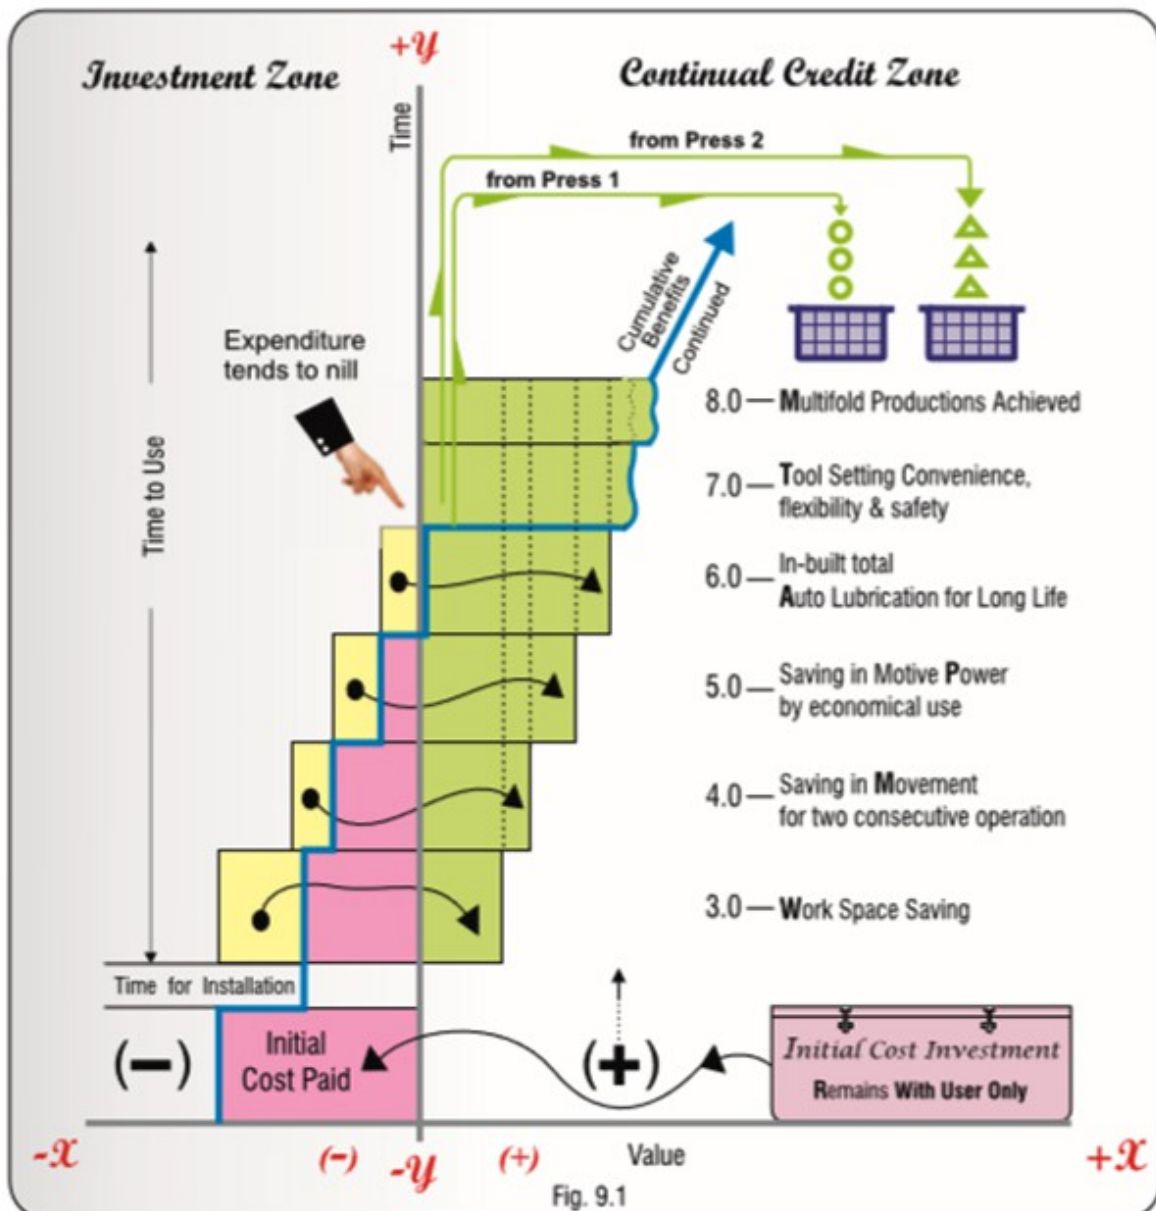 +y
Investment Zone
Continual Credit Zone
Time
from Press 2
from Press 1
Cumulative
Benefits
Continued
Expenditure
tends to nill
Time to Use
8.0 — Multifold Productions Achieved
7.0 — Tool Setting Convenience,
flexibility & safety
6.0 — In-built total
Auto Lubrication for Long Life
5.0 — Saving in Motive Power
by economical use
4.0 — Saving in Movement
for two consecutive operation
3.0 — Work Space Saving
Time for Installation
(−)
Initial
Cost Paid
(+)
Initial Cost Investment
Remains With User Only
-x
(-)
-y
(+)
Value
+x
Fig. 9.1